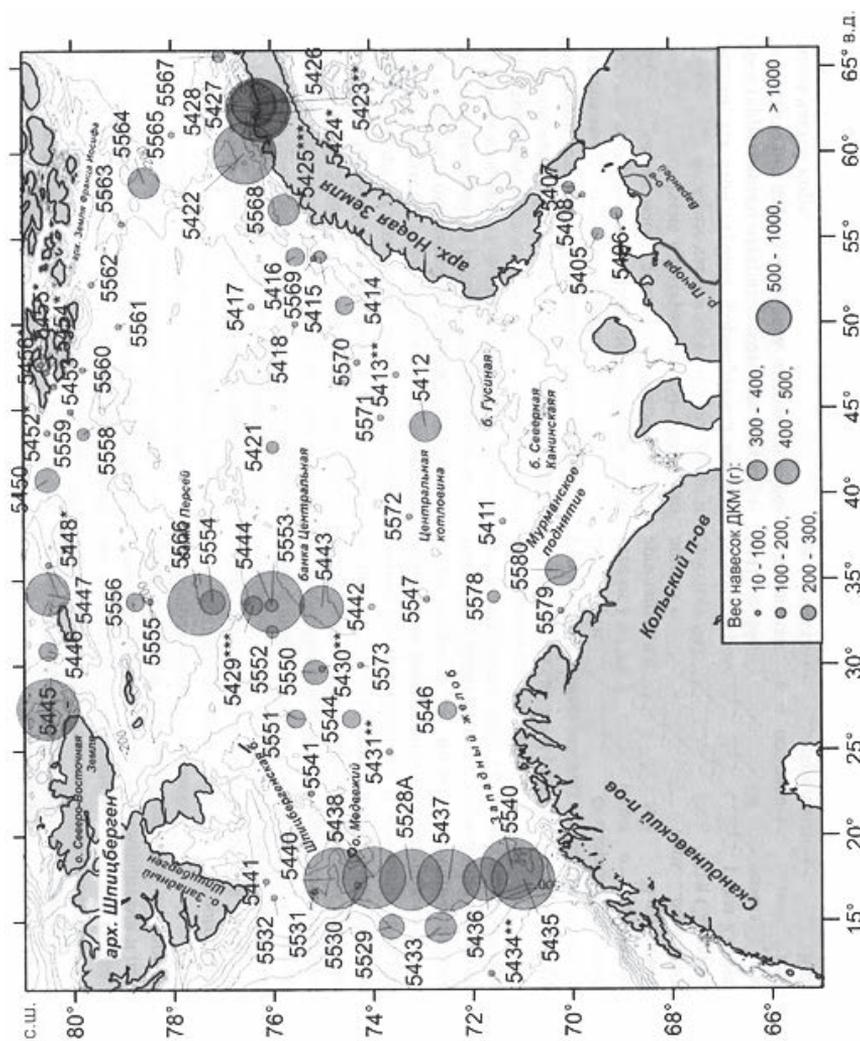 с.ш.
80°
78°
76°
74°
72°
70°
68°
66°
15°
20°
25°
30°
35°
40°
45°
50°
55°
60°
65° в.д.
арх. Шпицберген
о. Северо-Восточная
Земля
о. Западный
Шпицберген
Шпицбергенская б.
о. Медвежий
Западный желоб
Скандинавский п-ов
Кольский п-ов
Мурманское
поднятие
б. Северная
Канинская
б. Гусиная
Центральная
котловина
банка Центральная
арх. Земля Франца Иосифа
арх. Новая Земля
р. Печора
о-в
Варандей
5445
5446
5447
5448*
5450
5452*
5559
5558
5453
5454*
5455*
5456*
5560
5561
5562
5563
5564
5565
5567
5428
5427
5426
5423**
5424*
5425***
5568
5422
5416
5569
5415
5417
5418
5414
5570
5413**
5571
5412
5421
5572
5411
5556
5555
5566
5554
5444
5553
5443
5442
5547
5429***
5552
5550
5430**
5573
5551
5544
5541
5431**
5546
5578
5580
5579
5441
5532
5440
5531
5438
5530
5529
5528А
5437
5433
5436
5540
5434**
5435
5407
5408
5405
5406
Вес навесок ДКМ (г):
10 - 100,
100 - 200,
200 - 300,
300 - 400,
400 - 500,
500 - 1000,
> 1000